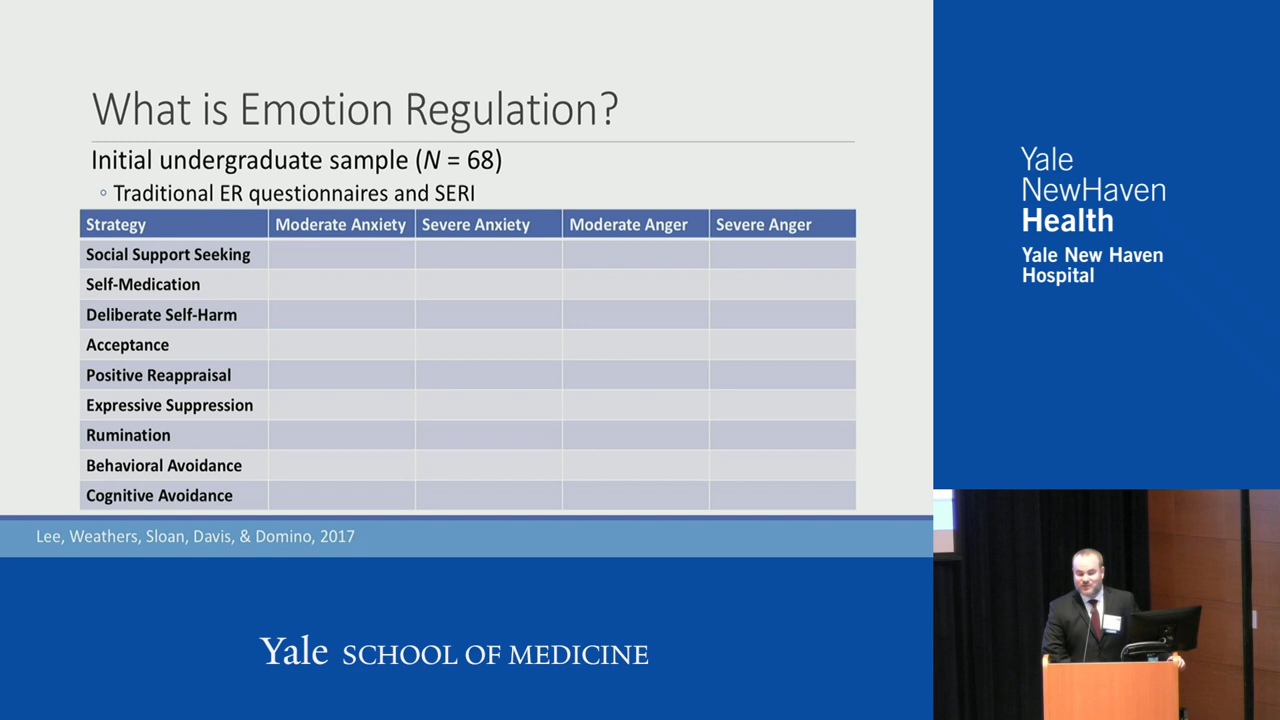 What is Emotion Regulation?
Initial undergraduate sample (N = 68)
◦ Traditional ER questionnaires and SERI
Strategy Moderate Anxiety Severe Anxiety Moderate Anger Severe Anger
Social Support Seeking
Self-Medication
Deliberate Self-Harm
Acceptance
Positive Reappraisal
Expressive Suppression
Rumination
Behavioral Avoidance
Cognitive Avoidance
Lee, Weathers, Sloan, Davis, & Domino, 2017
Yale SCHOOL OF MEDICINE
Yale
NewHaven
Health
Yale New Haven
Hospital